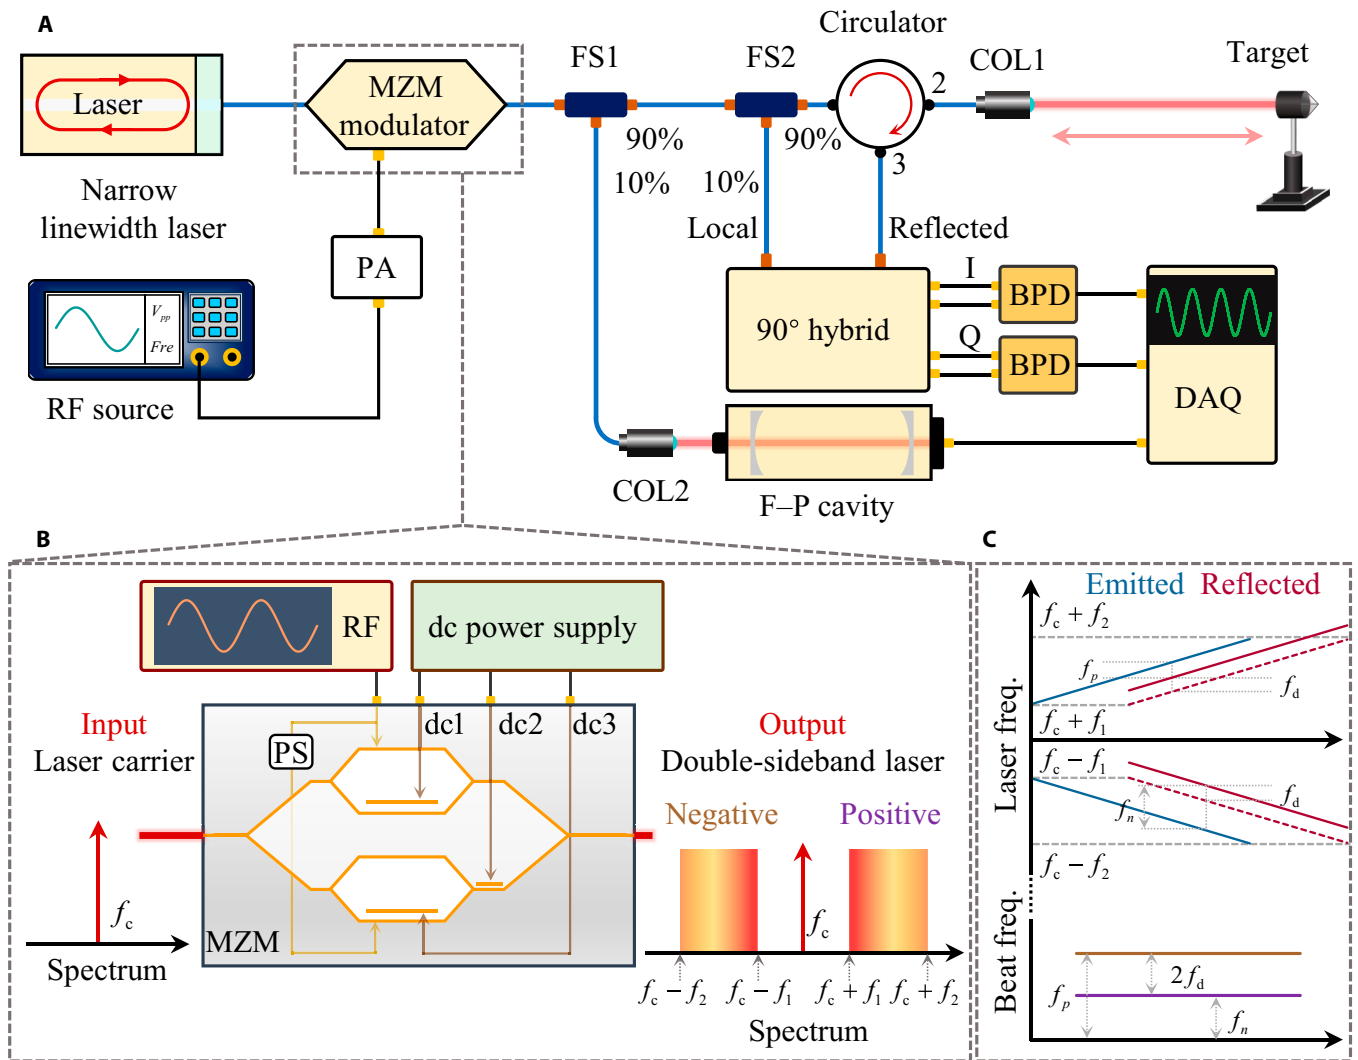 A
Laser
Narrow
linewidth laser
MZM
modulator
FS1
FS2
Circulator
COL1
Target
90%
10%
10%
90%
2
3
Local
Reflected
PA
V_pp
Fre
RF source
90° hybrid
I
Q
BPD
BPD
DAQ
COL2
F–P cavity
B
RF
dc power supply
dc1
dc2
dc3
PS
MZM
Input
Laser carrier
f_c
Spectrum
Output
Double-sideband laser
Negative
Positive
f_c
f_c − f_2
f_c − f_1
f_c + f_1
f_c + f_2
Spectrum
C
Emitted
Reflected
Laser freq.
f_c + f_2
f_p
f_d
f_c + f_1
f_c − f_1
f_n
f_d
f_c − f_2
Beat freq.
f_p
2f_d
f_n